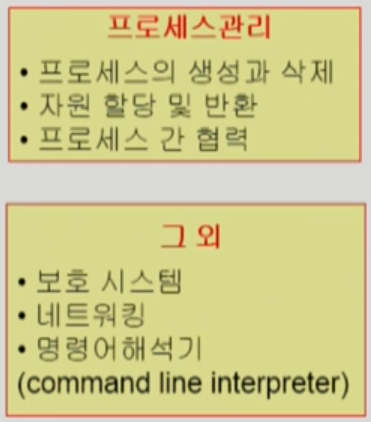 프로세스관리
• 프로세스의 생성과 삭제
• 자원 할당 및 반환
• 프로세스 간 협력
그 외
• 보호 시스템
• 네트워킹
• 명령어해석기
(command line interpreter)